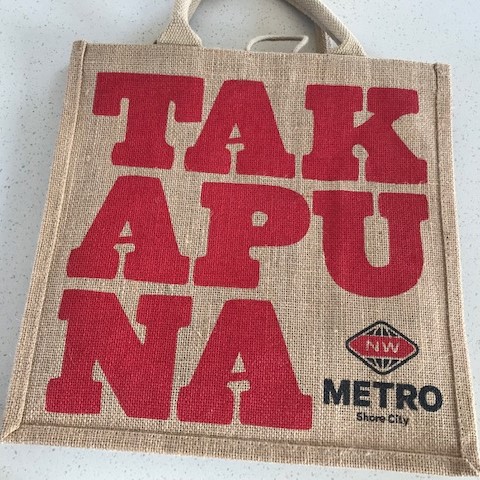 TAK
APU
NA
NW
METRO
Shore City